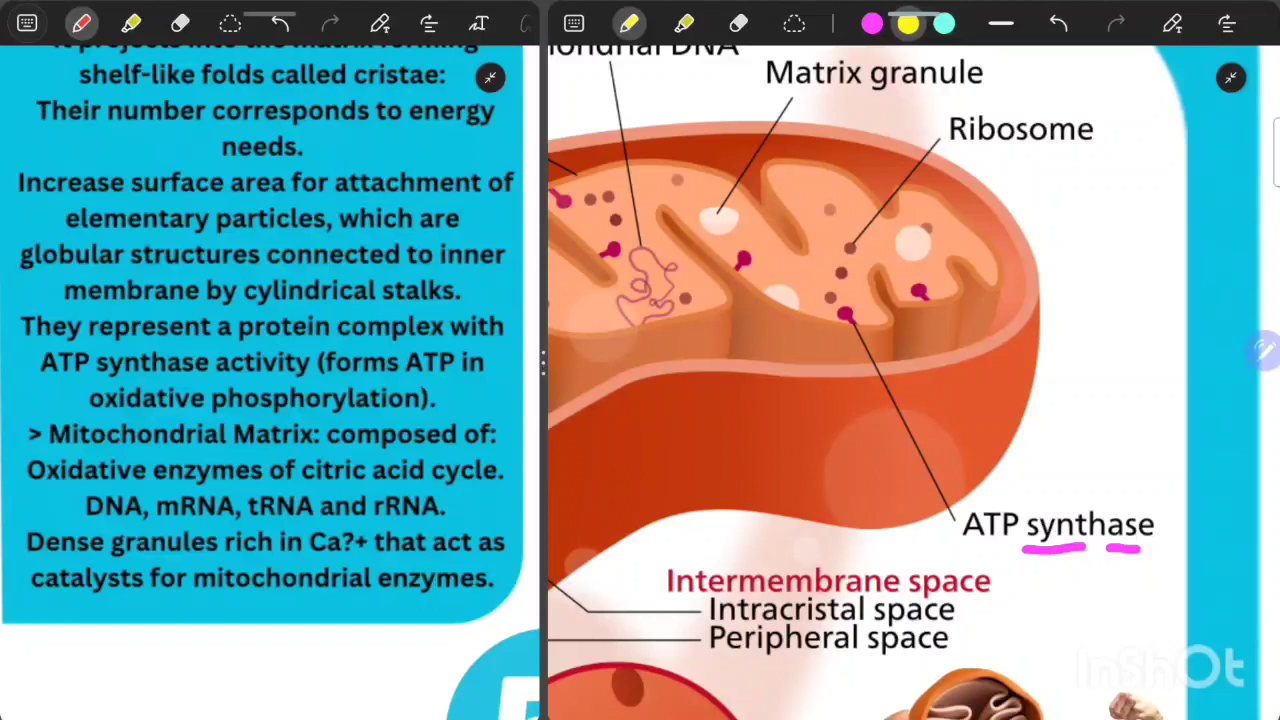 shelf-like folds called cristae:
Their number corresponds to energy
needs.
Increase surface area for attachment of
elementary particles, which are
globular structures connected to inner
membrane by cylindrical stalks.
They represent a protein complex with
ATP synthase activity (forms ATP in
oxidative phosphorylation).
> Mitochondrial Matrix: composed of:
Oxidative enzymes of citric acid cycle.
DNA, mRNA, tRNA and rRNA.
Dense granules rich in Ca?+ that act as
catalysts for mitochondrial enzymes.
DNA
Matrix granule
Ribosome
ATP synthase
Intermembrane space
Intracristal space
Peripheral space
InShOt